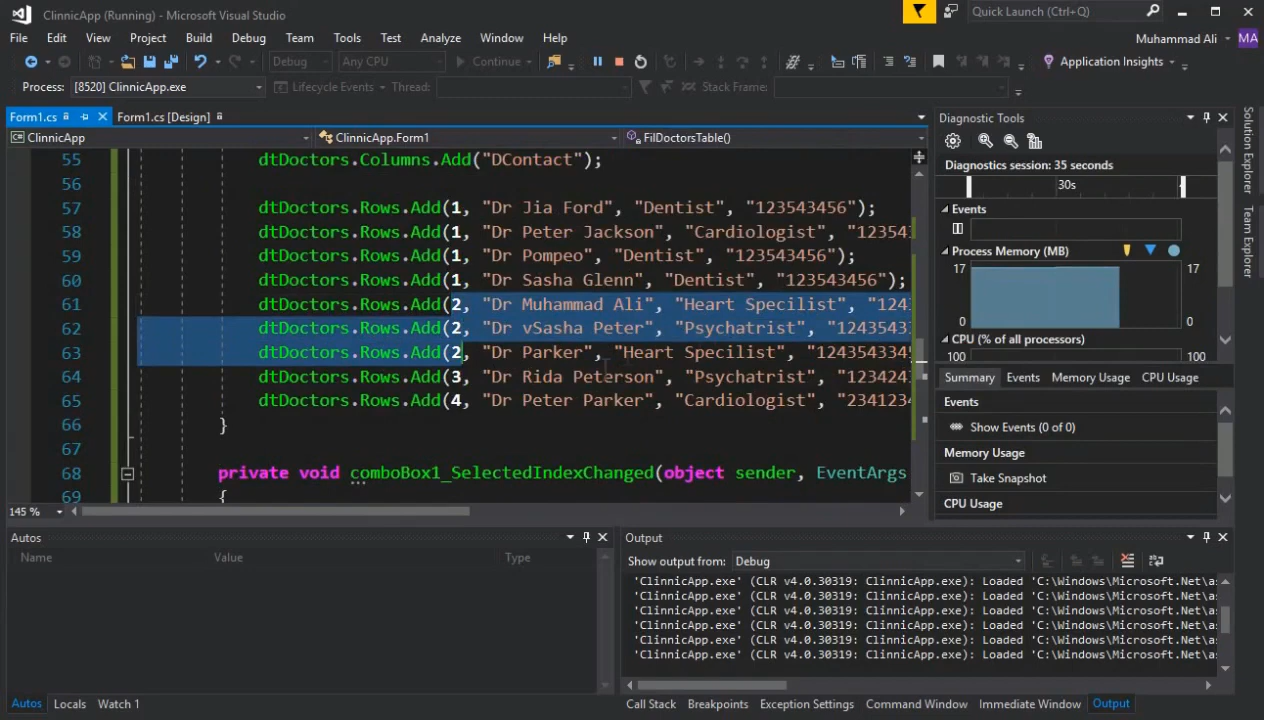 ClinnicApp (Running) - Microsoft Visual Studio
Quick Launch (Ctrl+Q)
File Edit View Project Build Debug Team Tools Test Analyze Window Help
Muhammad Ali MA
Debug Any CPU Continue Application Insights
Process: [8520] ClinnicApp.exe Lifecycle Events Thread: Stack Frame:
Form1.cs Form1.cs [Design]
ClinnicApp ClinnicApp.Form1 FilDoctorsTable()
55 dtDoctors.Columns.Add("DContact");
56
57 dtDoctors.Rows.Add(1, "Dr Jia Ford", "Dentist", "123543456");
58 dtDoctors.Rows.Add(1, "Dr Peter Jackson", "Cardiologist", "123541
59 dtDoctors.Rows.Add(1, "Dr Pompeo", "Dentist", "123543456");
60 dtDoctors.Rows.Add(1, "Dr Sasha Glenn", "Dentist", "123543456");
61 dtDoctors.Rows.Add(2, "Dr Muhammad Ali", "Heart Specilist", "1241
62 dtDoctors.Rows.Add(2, "Dr vSasha Peter", "Psychatrist", "12435431
63 dtDoctors.Rows.Add(2, "Dr Parker", "Heart Specilist", "1243543345
64 dtDoctors.Rows.Add(3, "Dr Rida Peterson", "Psychatrist", "1234241
65 dtDoctors.Rows.Add(4, "Dr Peter Parker", "Cardiologist", "2341234
66 }
67
68 private void comboBox1_SelectedIndexChanged(object sender, EventArgs
69 {
145 %
Diagnostic Tools
Diagnostics session: 35 seconds
30s
Events
Process Memory (MB)
17 17
0 0
CPU (% of all processors)
100 100
Summary Events Memory Usage CPU Usage
Events
Show Events (0 of 0)
Memory Usage
Take Snapshot
CPU Usage
Solution Explorer
Team Explorer
Autos
Name Value Type
Autos Locals Watch 1
Output
Show output from: Debug
'ClinnicApp.exe' (CLR v4.0.30319: ClinnicApp.exe): Loaded 'C:\Windows\Microsoft.Net\a
'ClinnicApp.exe' (CLR v4.0.30319: ClinnicApp.exe): Loaded 'C:\Windows\Microsoft.Net\as
'ClinnicApp.exe' (CLR v4.0.30319: ClinnicApp.exe): Loaded 'C:\Windows\Microsoft.Net\as
'ClinnicApp.exe' (CLR v4.0.30319: ClinnicApp.exe): Loaded 'C:\Windows\Microsoft.Net\as
'ClinnicApp.exe' (CLR v4.0.30319: ClinnicApp.exe): Loaded 'C:\Windows\Microsoft.Net\as
'ClinnicApp.exe' (CLR v4.0.30319: ClinnicApp.exe): Loaded 'C:\Windows\Microsoft.Net\as
Call Stack Breakpoints Exception Settings Command Window Immediate Window Output